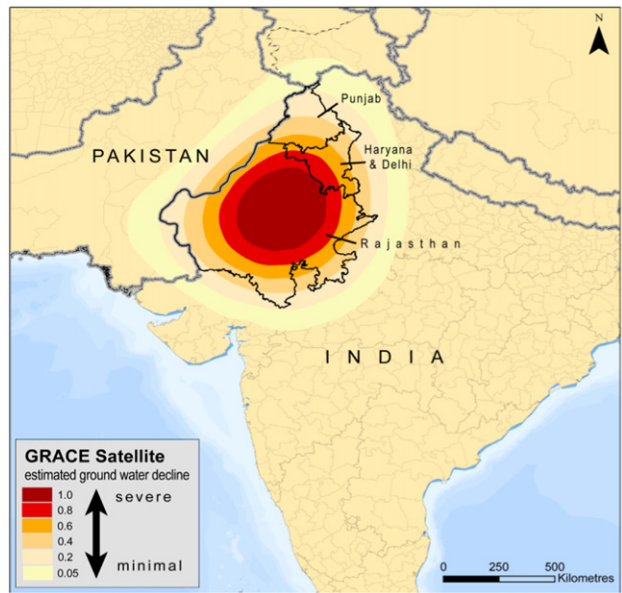 N
Punjab
PAKISTAN
Haryana
& Delhi
Rajasthan
INDIA
GRACE Satellite
estimated ground water decline
1.0 severe
0.8
0.6
0.4
0.2
0.05 minimal
0 250 500
Kilometres